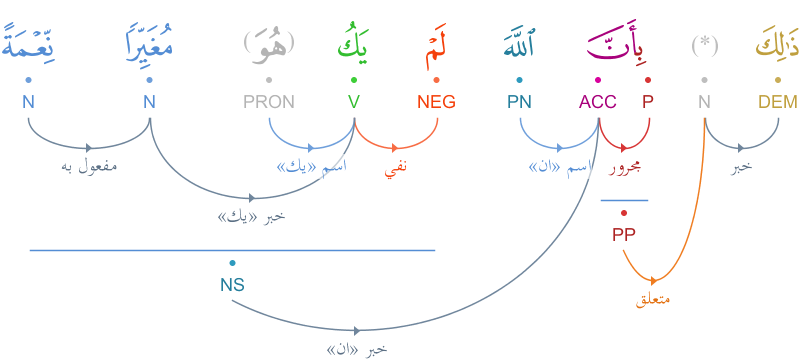 ذَٰلِكَ (*) بِأَنَّ ٱللَّهَ لَمْ يَكُ (هُوَ) مُغَيِّرًا نِّعْمَةً
DEM N P ACC PN NEG V PRON N N
خبر مجرور اسم «ان» نفي اسم «يك» مفعول به
خبر «يك»
PP
NS
متعلق
خبر «ان»